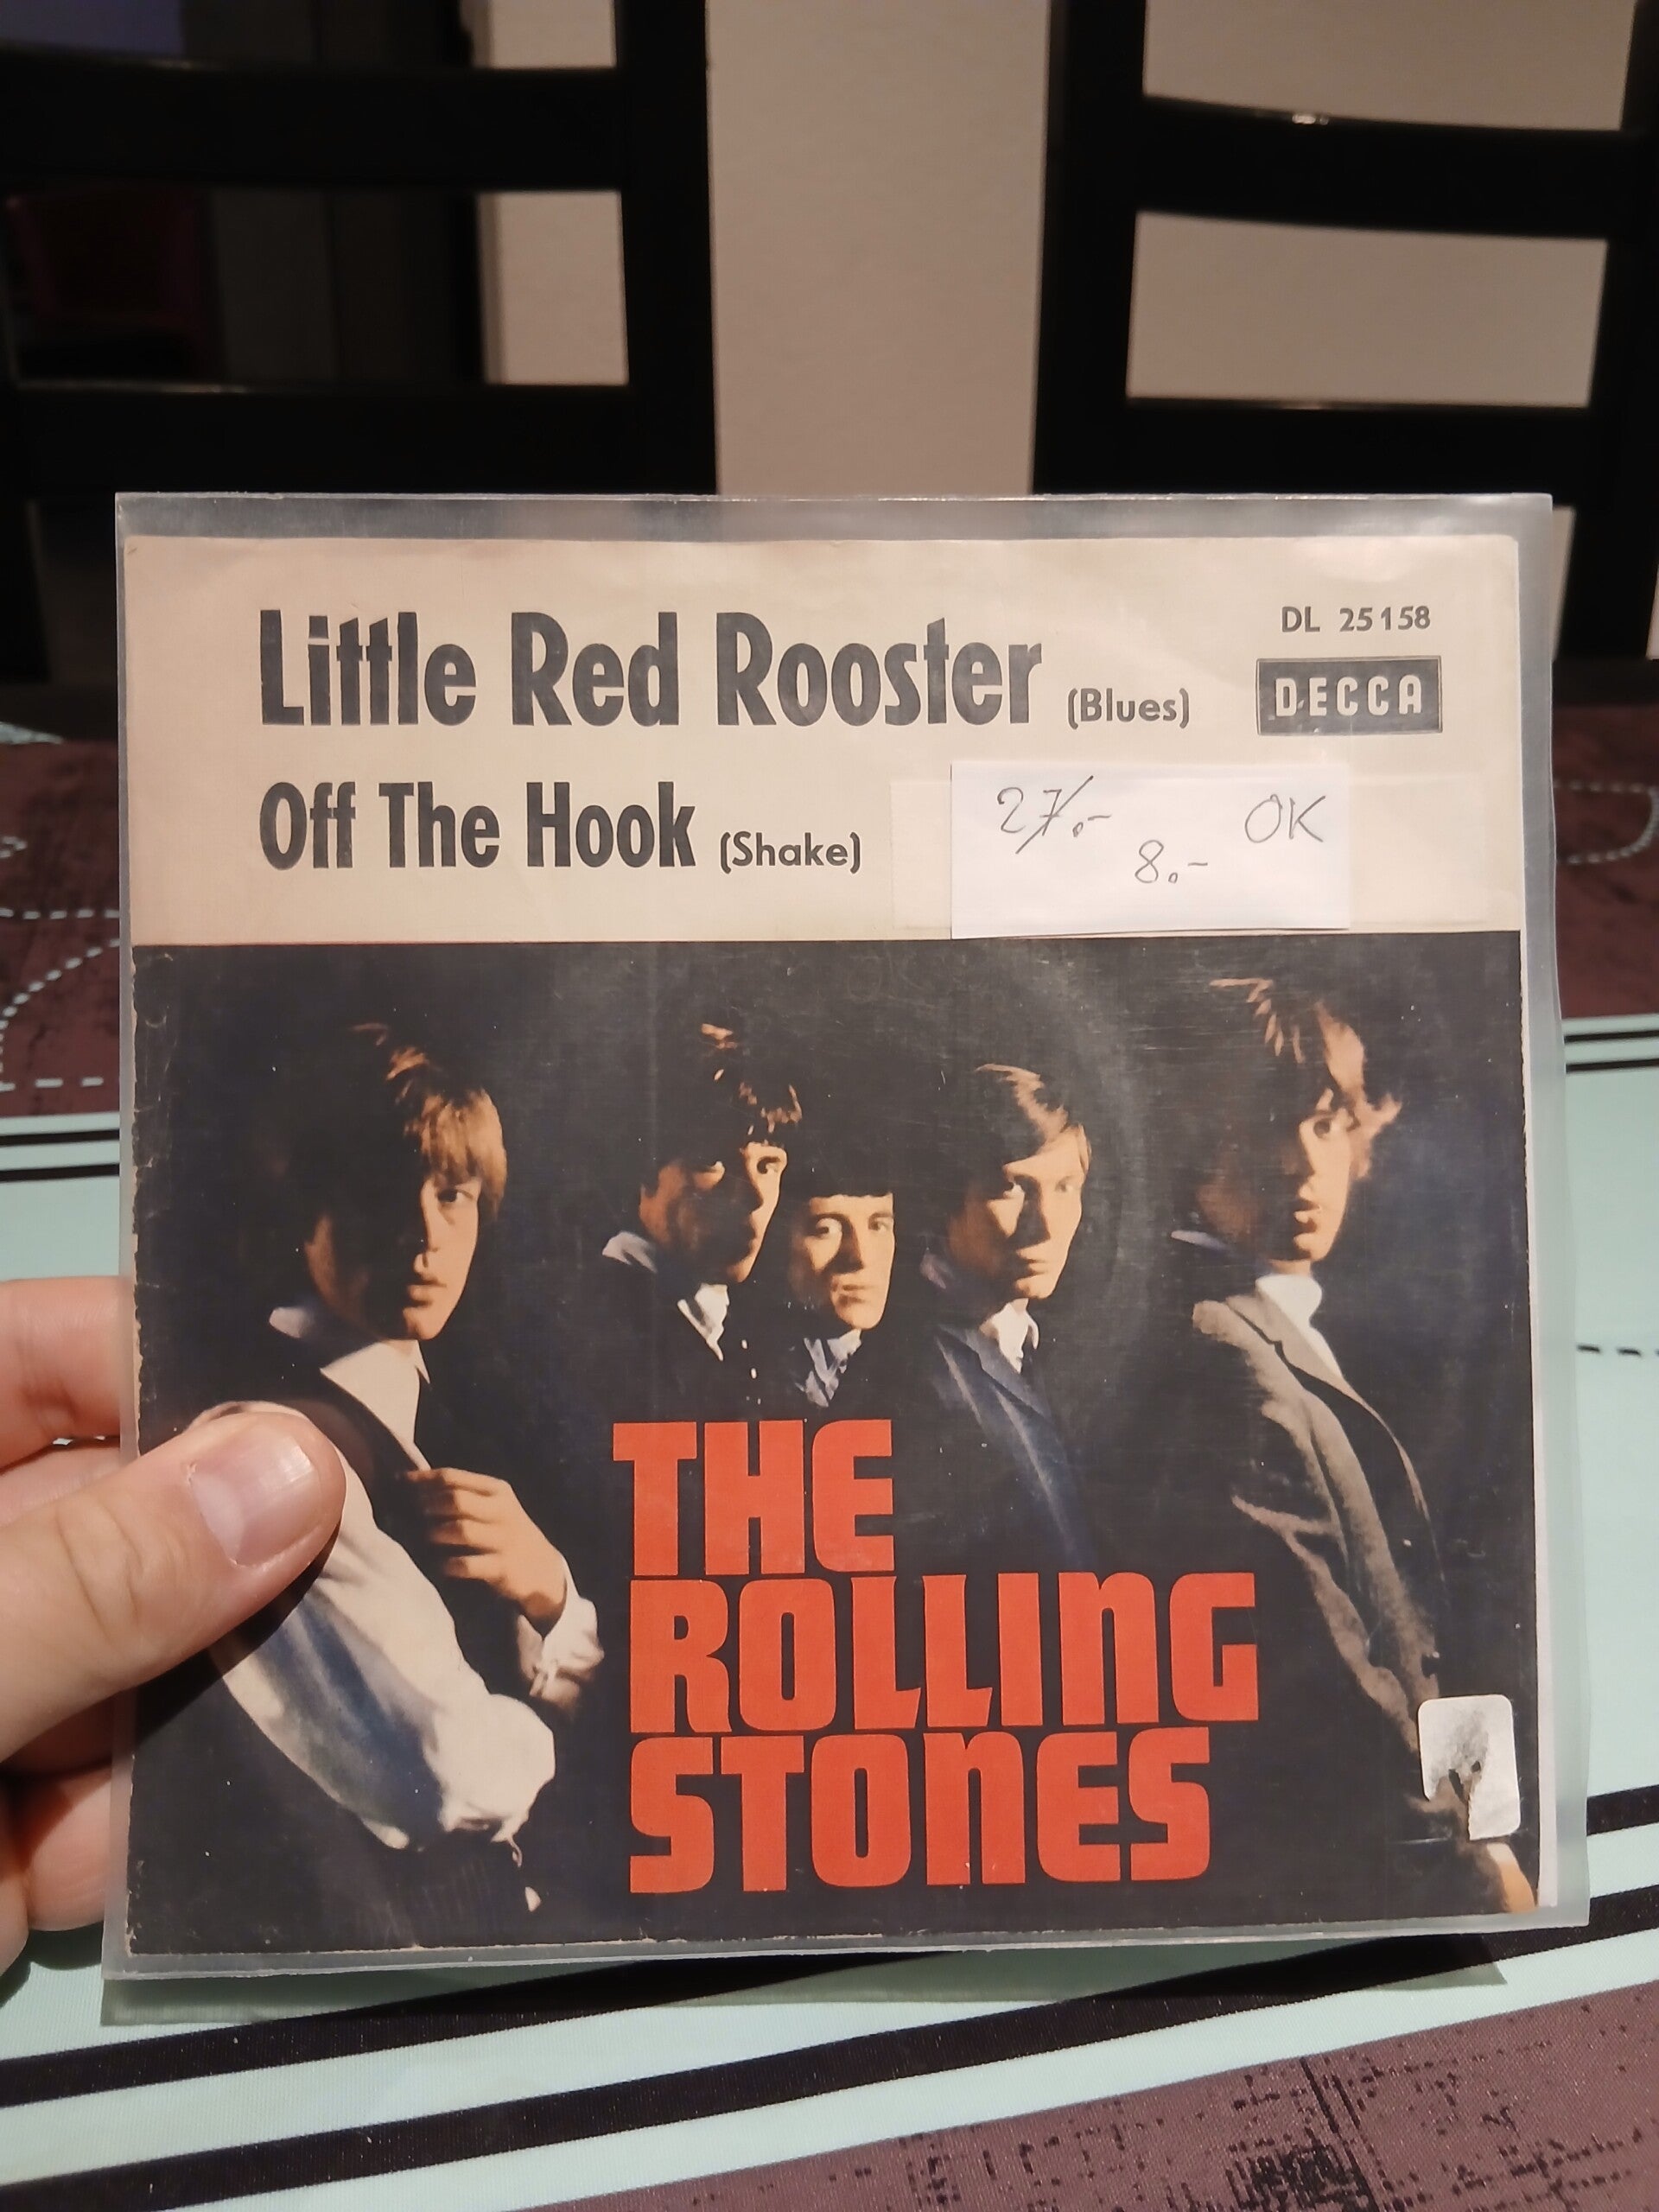 DL 25158
Little Red Rooster (Blues)
DECCA
Off The Hook (Shake)
27.-
8.-
OK
THE
ROLLING
STONES